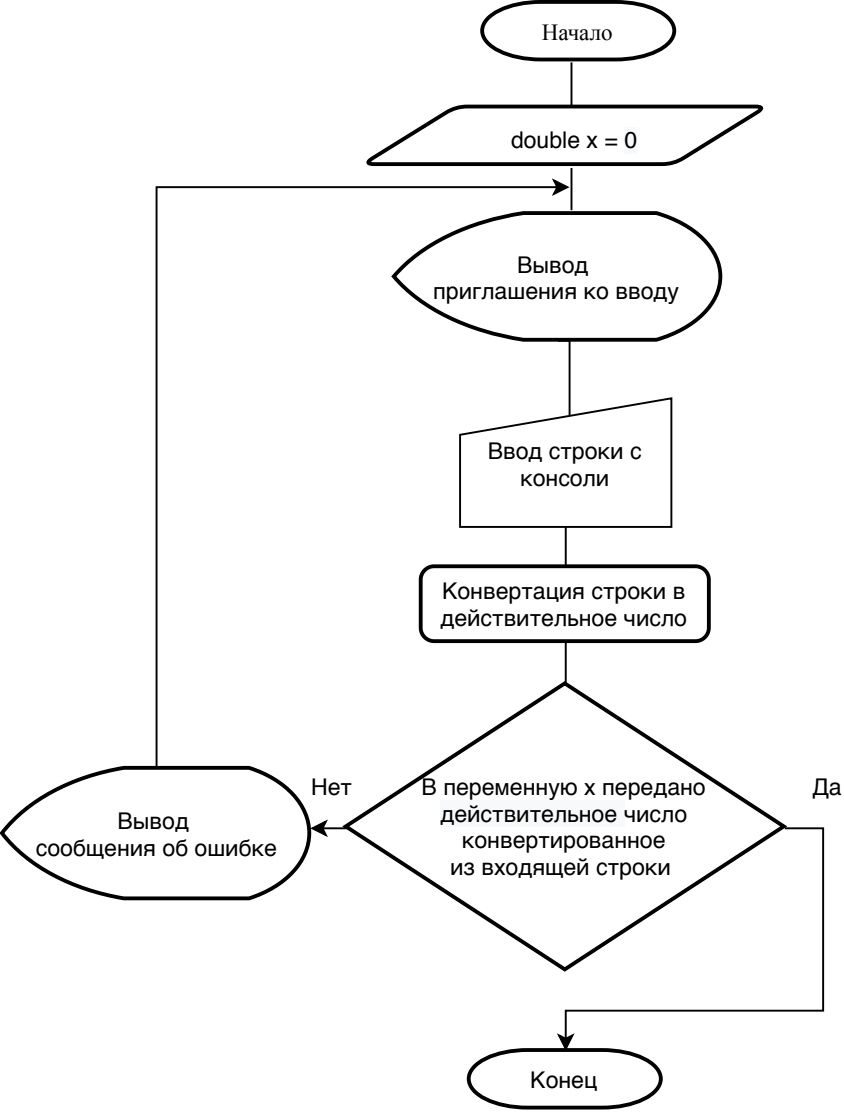 Начало
double x = 0
Вывод
приглашения ко вводу
Ввод строки с
консоли
Конвертация строки в
действительное число
В переменную x передано
действительное число
конвертированное
из входящей строки
Нет
Да
Вывод
сообщения об ошибке
Конец